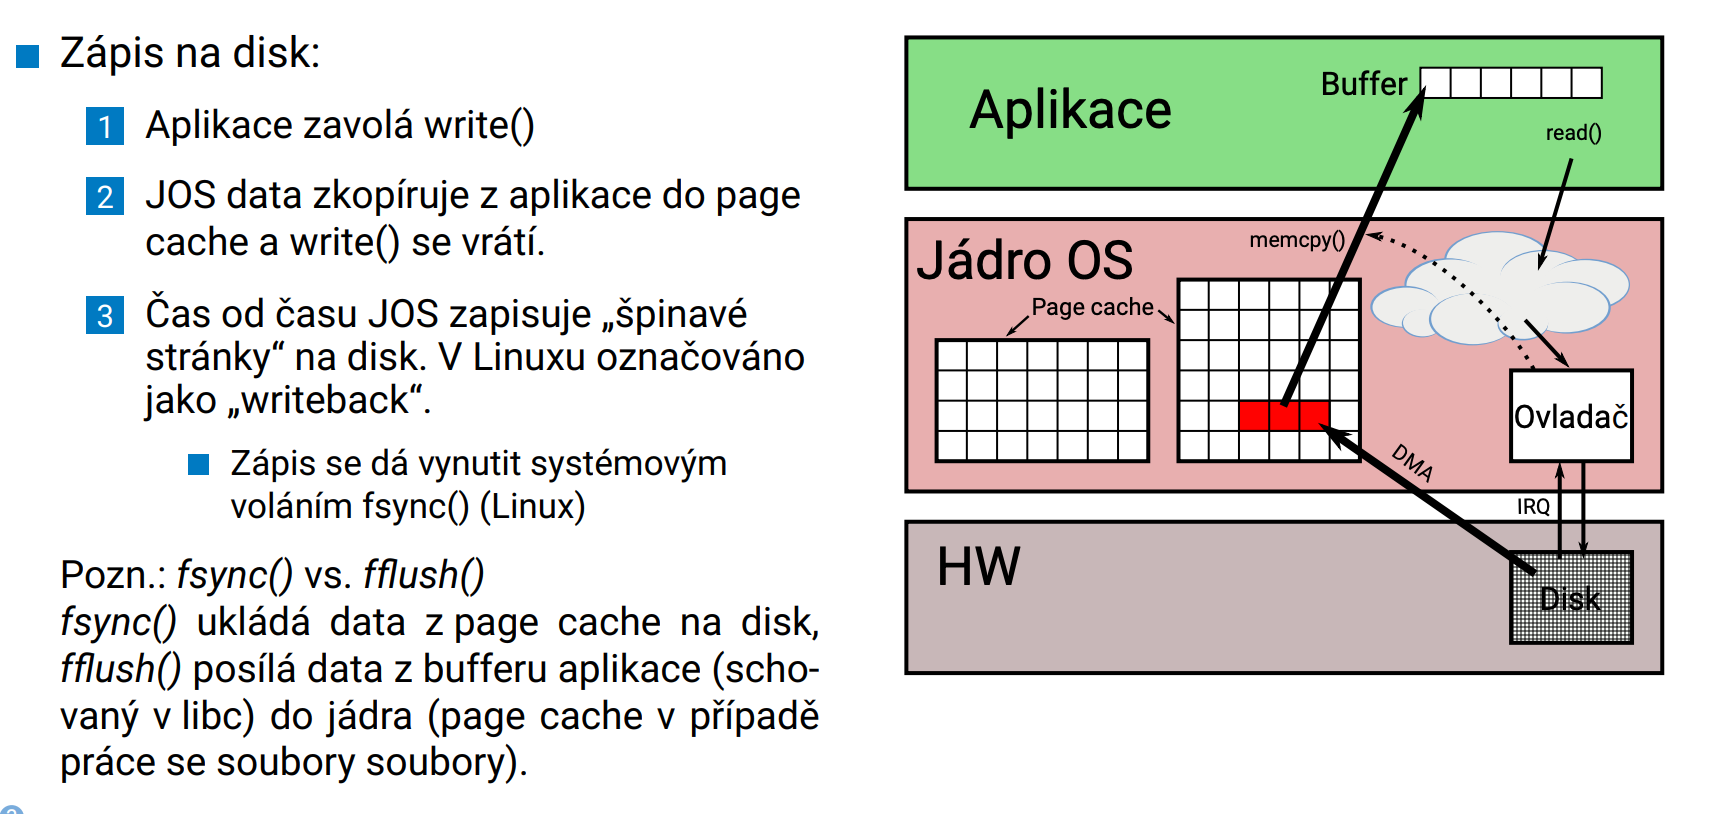 Zápis na disk:
1 Aplikace zavolá write()
2 JOS data zkopíruje z aplikace do page
cache a write() se vrátí.
3 Čas od času JOS zapisuje „špinavé
stránky“ na disk. V Linuxu označováno
jako „writeback“.
Zápis se dá vynutit systémovým
voláním fsync() (Linux)
Pozn.: fsync() vs. fflush()
fsync() ukládá data z page cache na disk,
fflush() posílá data z bufferu aplikace (scho-
vaný v libc) do jádra (page cache v případě
práce se soubory soubory).
Aplikace
Buffer
read()
Jádro OS
memcpy()
Page cache
Ovladač
DMA
IRQ
HW
Disk